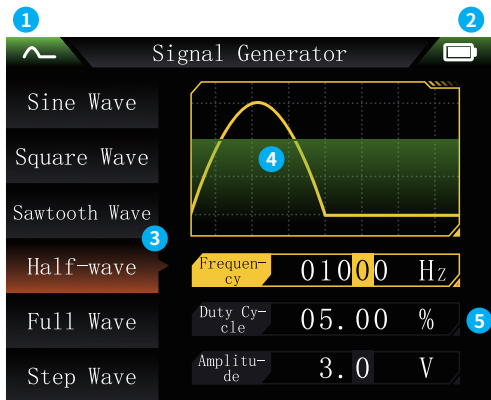 1
2
Signal Generator
Sine Wave
Square Wave
Sawtooth Wave
3
Half-wave
Full Wave
Step Wave
4
Frequen-
cy
01000 Hz
Duty Cy-
cle
05.00 %
5
Amplitu-
de
3.0 V